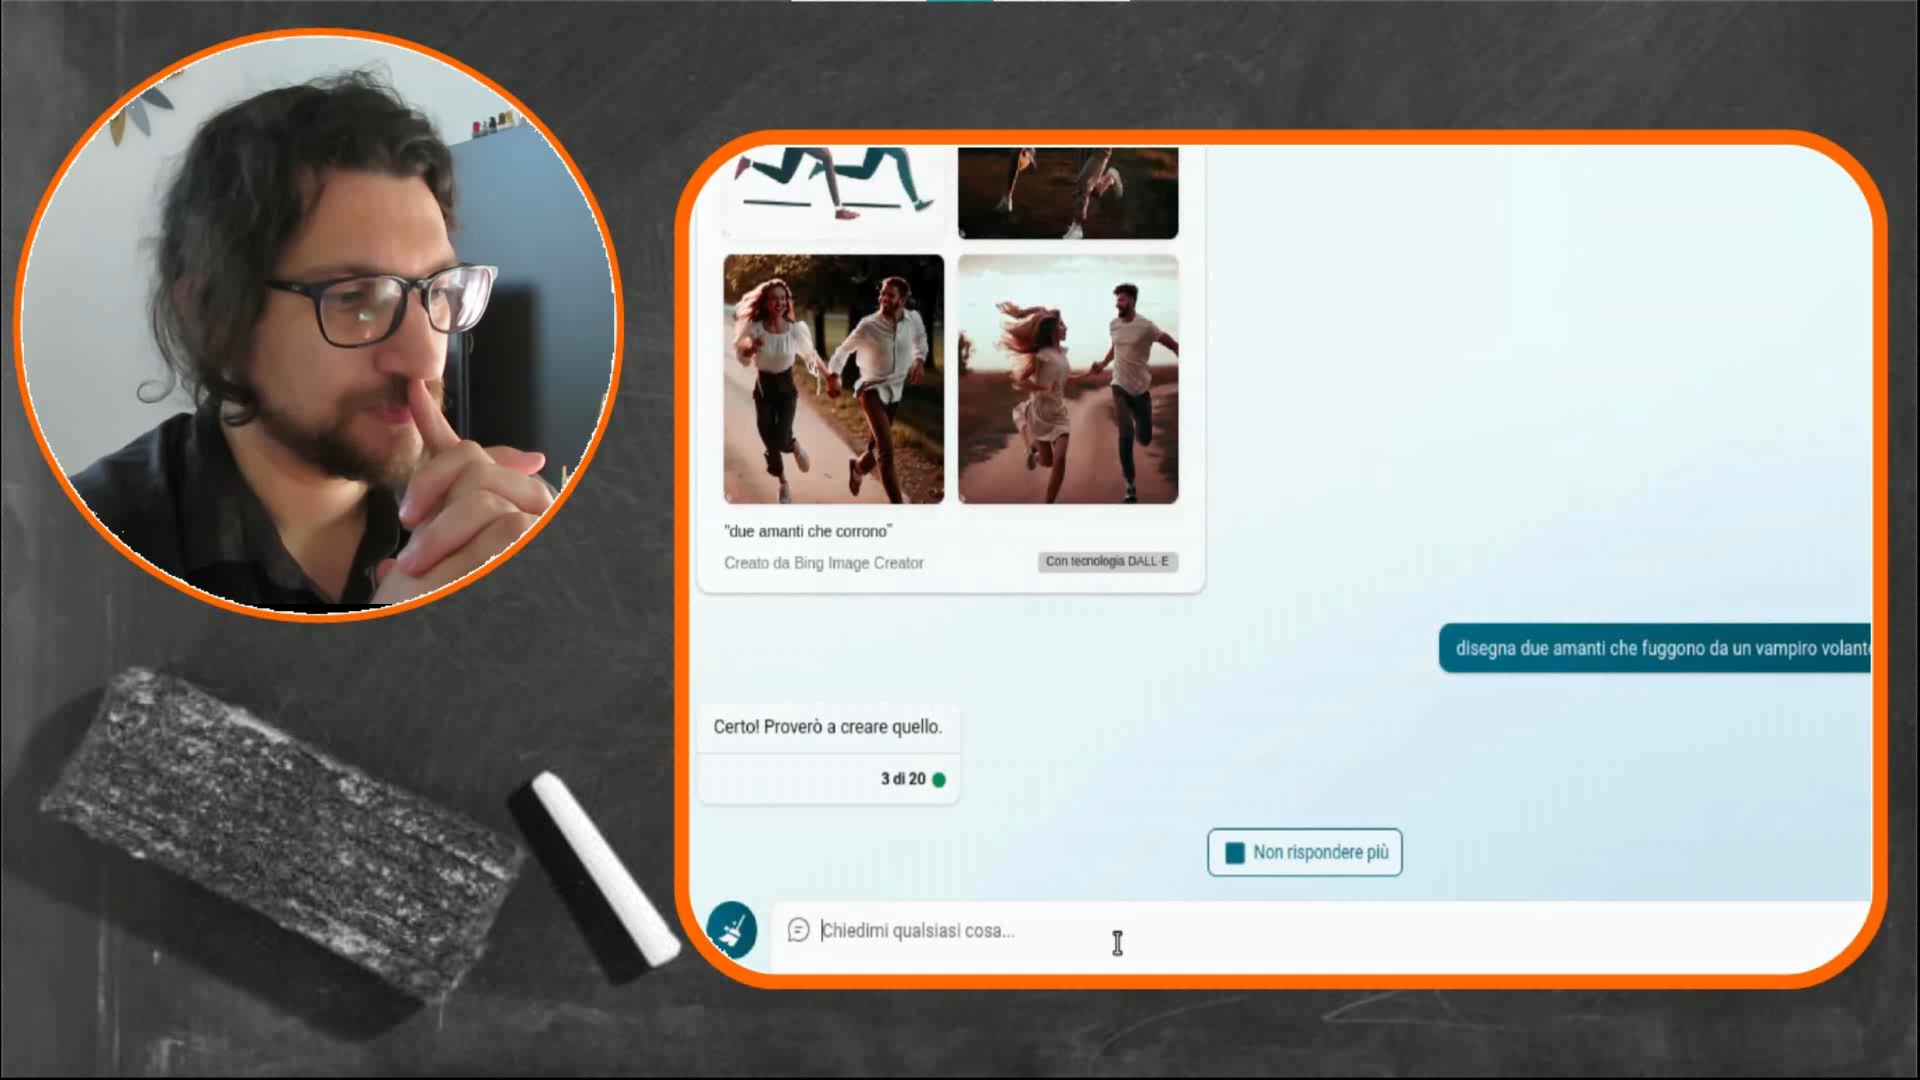 "due amanti che corrono"
Creato da Bing Image Creator
Con tecnologia DALL-E
disegna due amanti che fuggono da un vampiro volante
Certo! Proverò a creare quello.
3 di 20
Non rispondere più
Chiedimi qualsiasi cosa...